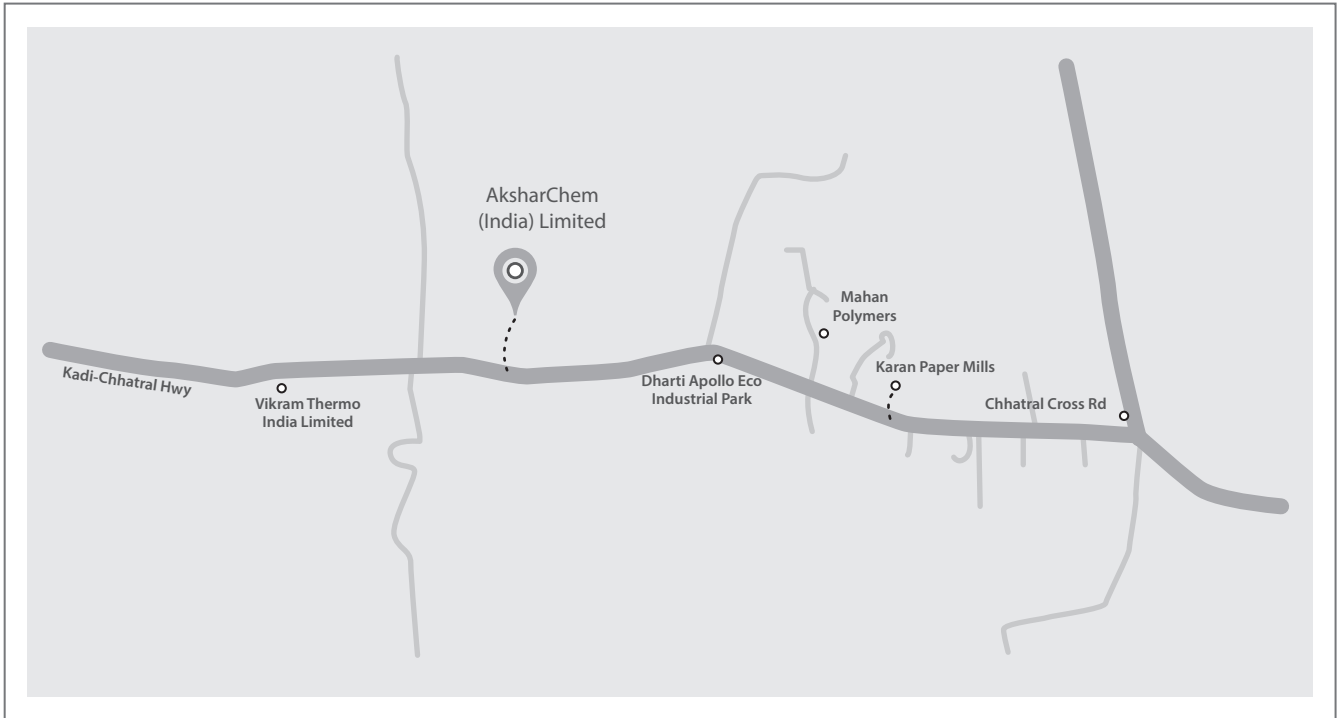 AksharChem
(India) Limited
Mahan
Polymers
Karan Paper Mills
Kadi-Chhatral Hwy
Dharti Apollo Eco
Industrial Park
Vikram Thermo
India Limited
Chhatral Cross Rd